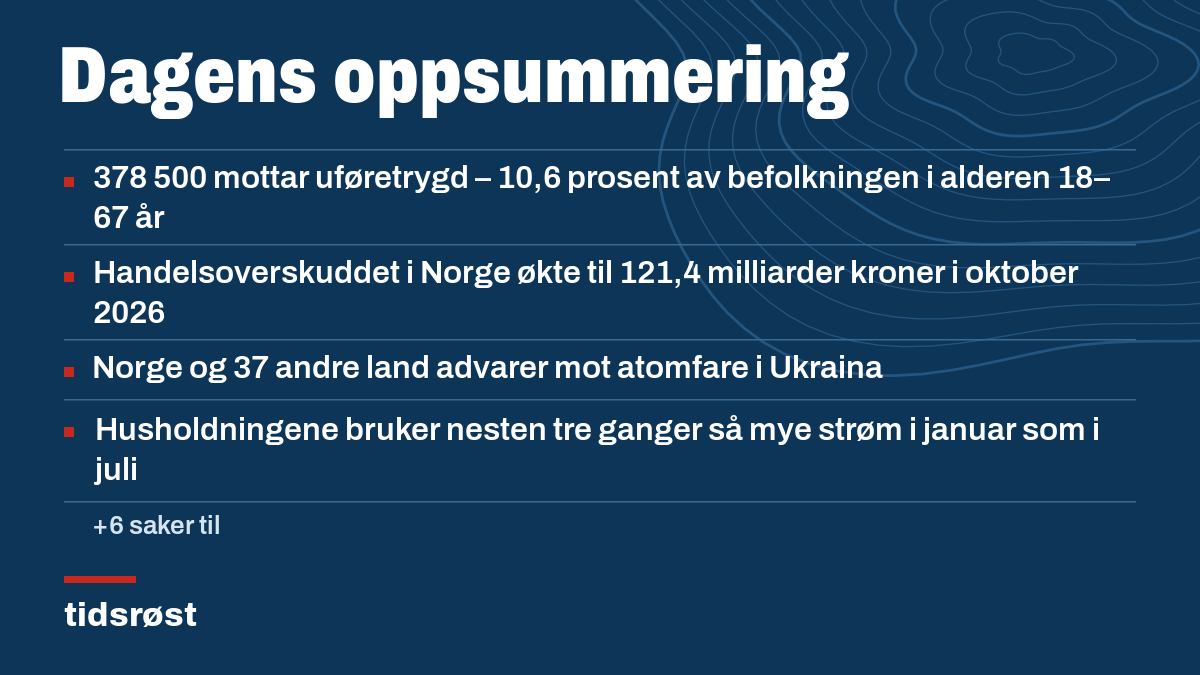 Dagens oppsummering
378 500 mottar uføretrygd – 10,6 prosent av befolkningen i alderen 18–
67 år
Handelsoverskuddet i Norge økte til 121,4 milliarder kroner i oktober
2026
Norge og 37 andre land advarer mot atomfare i Ukraina
Husholdningene bruker nesten tre ganger så mye strøm i januar som i
juli
+6 saker til
tidsrøst